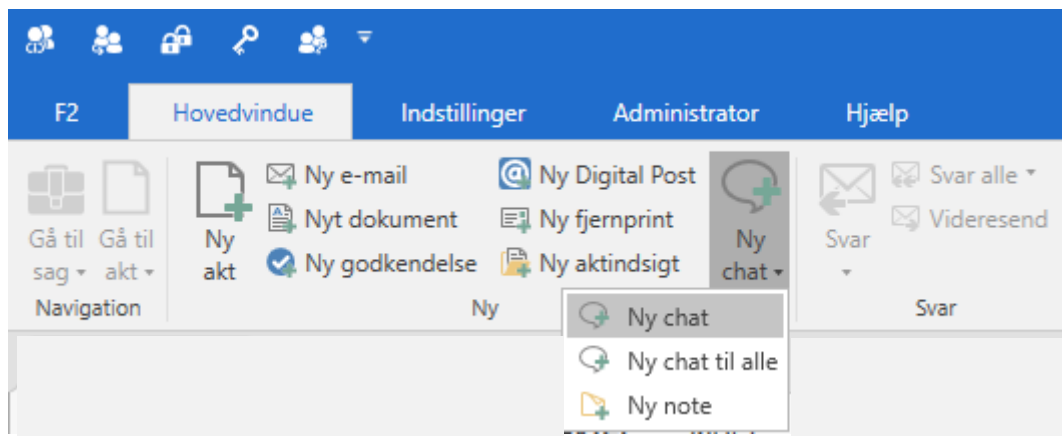 F2 Hovedvindue Indstillinger Administrator Hjælp
Gå til sag
Gå til akt
Navigation
Ny akt
Ny e-mail
Nyt dokument
Ny godkendelse
Ny Digital Post
Ny fjernprint
Ny aktindsigt
Ny chat
Ny
Svar
Svar alle
Videresend
Svar
Ny chat
Ny chat til alle
Ny note